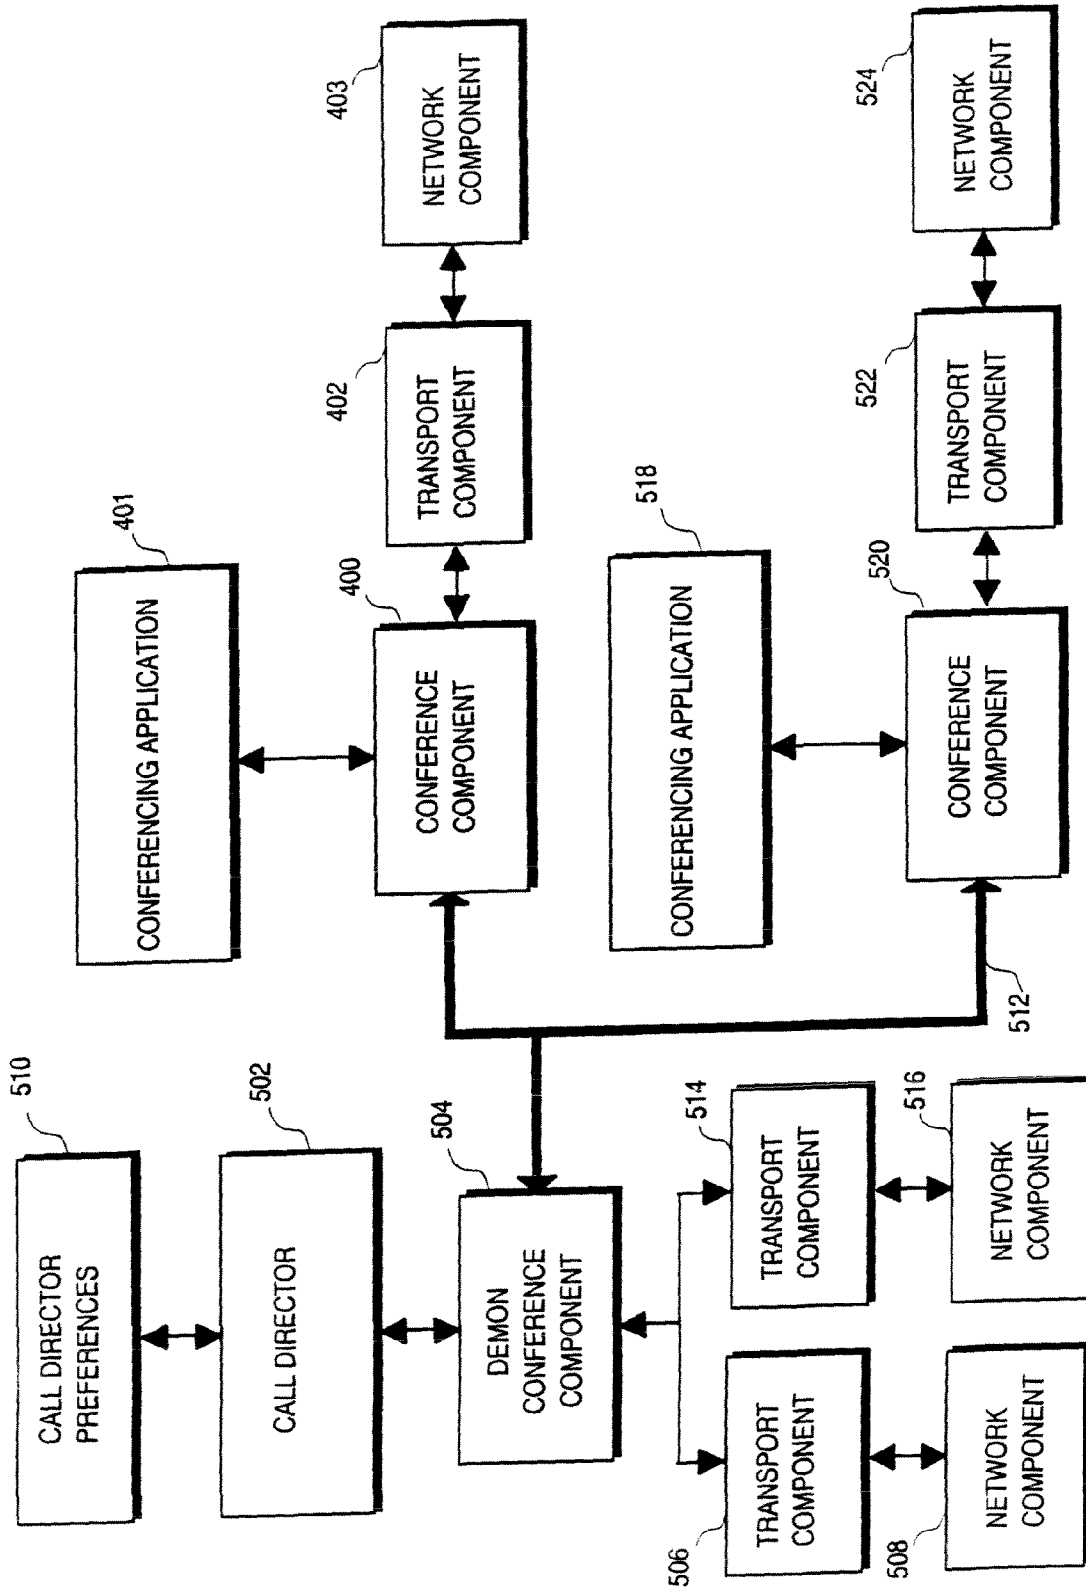 510
CALL DIRECTOR
PREFERENCES
502
CALL DIRECTOR
504
DEMON
CONFERENCE
COMPONENT
506
TRANSPORT
COMPONENT
508
NETWORK
COMPONENT
514
TRANSPORT
COMPONENT
516
NETWORK
COMPONENT
512
401
CONFERENCING APPLICATION
400
CONFERENCE
COMPONENT
402
TRANSPORT
COMPONENT
403
NETWORK
COMPONENT
518
CONFERENCING APPLICATION
520
CONFERENCE
COMPONENT
522
TRANSPORT
COMPONENT
524
NETWORK
COMPONENT